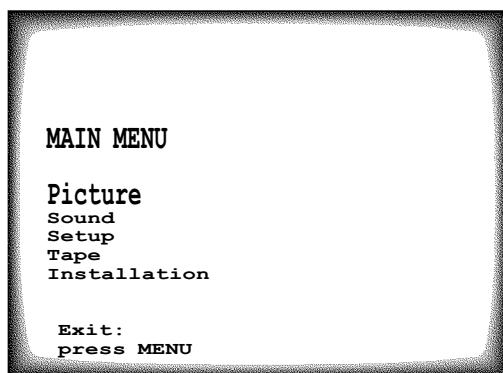 MAIN MENU
Picture
Sound
Setup
Tape
Installation
Exit:
press MENU